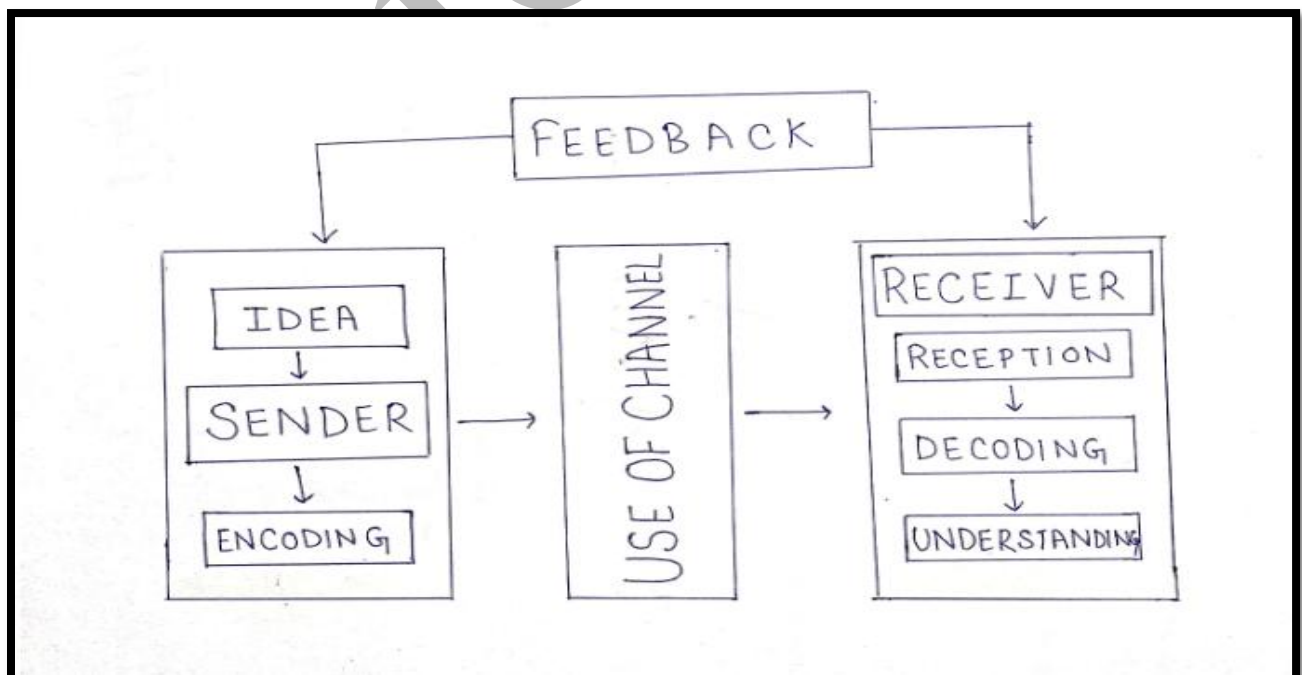 FEEDBACK
IDEA
SENDER
ENCODING
USE OF CHANNEL
RECEIVER
RECEPTION
DECODING
UNDERSTANDING